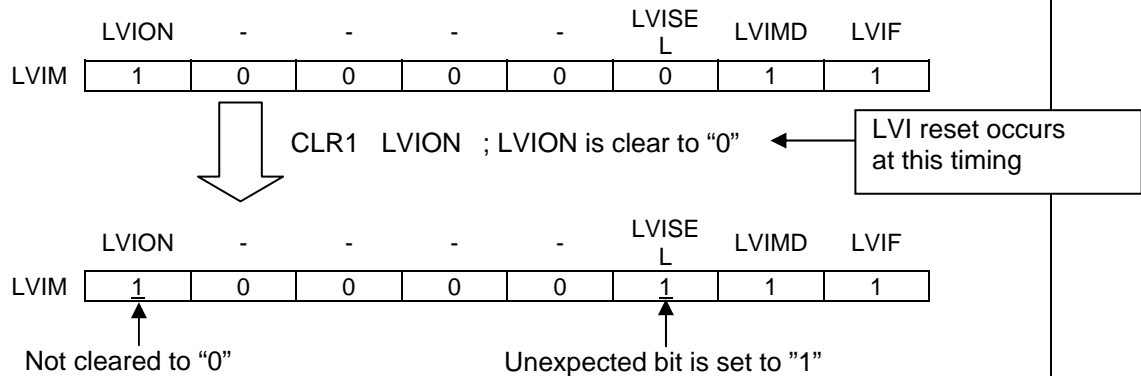 LVION - - - - LVISE L LVIMD LVIF
LVIM 1 0 0 0 0 0 1 1
CLR1 LVION ; LVION is clear to “0”
LVI reset occurs
at this timing
LVION - - - - LVISE L LVIMD LVIF
LVIM 1 0 0 0 0 1 1 1
Not cleared to “0” Unexpected bit is set to ”1”